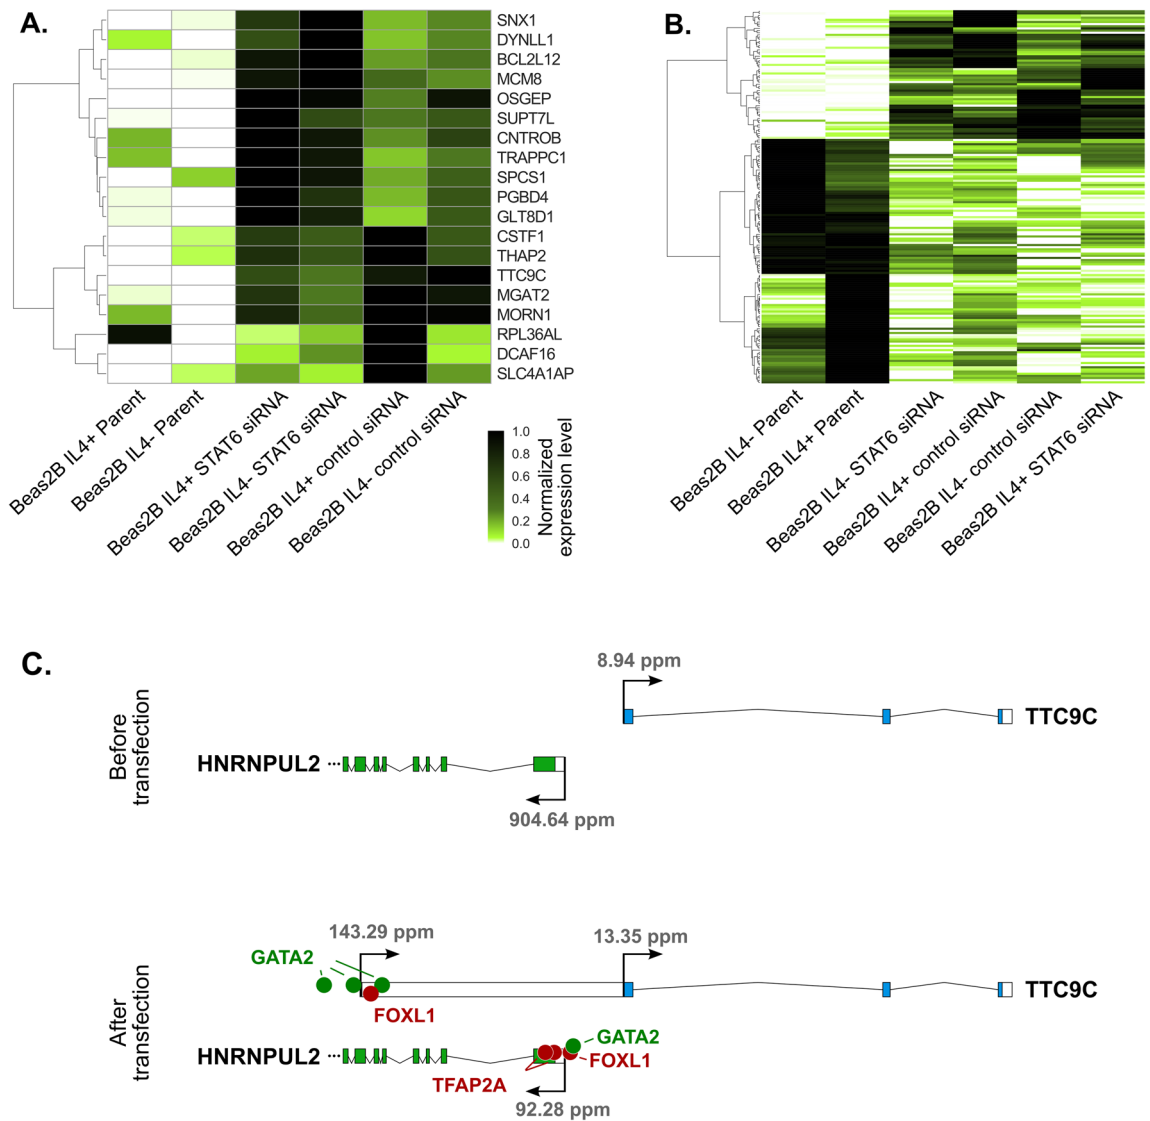 A.
SNX1
DYNLL1
BCL2L12
MCM8
OSGEP
SUPT7L
CNTROB
TRAPPC1
SPCS1
PGBD4
GLT8D1
CSTF1
THAP2
TTC9C
MGAT2
MORN1
RPL36AL
DCAF16
SLC4A1AP
Beas2B IL4+ Parent
Beas2B IL4- Parent
Beas2B IL4+ STAT6 siRNA
Beas2B IL4- STAT6 siRNA
Beas2B IL4+ control siRNA
Beas2B IL4- control siRNA
1.0
0.8
0.6
0.4
0.2
0.0
Normalized
expression level
B.
Beas2B IL4- Parent
Beas2B IL4+ Parent
Beas2B IL4- STAT6 siRNA
Beas2B IL4+ control siRNA
Beas2B IL4- control siRNA
Beas2B IL4+ STAT6 siRNA
C.
Before
transfection
8.94 ppm
TTC9C
HNRNPUL2
904.64 ppm
After
transfection
143.29 ppm
13.35 ppm
GATA2
TTC9C
FOXL1
HNRNPUL2
GATA2
FOXL1
TFAP2A
92.28 ppm